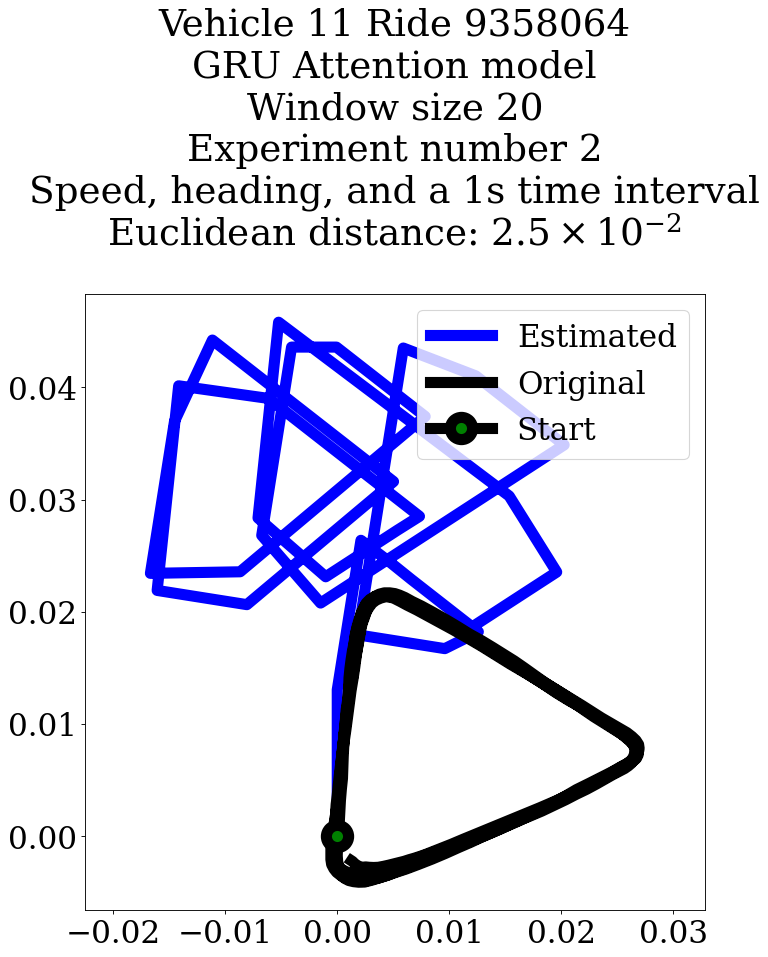 Vehicle 11 Ride 9358064
GRU Attention model
Window size 20
Experiment number 2
Speed, heading, and a 1s time interval
Euclidean distance: 2.5 × 10⁻²
Estimated
Original
Start
0.04
0.03
0.02
0.01
0.00
−0.02 −0.01 0.00 0.01 0.02 0.03